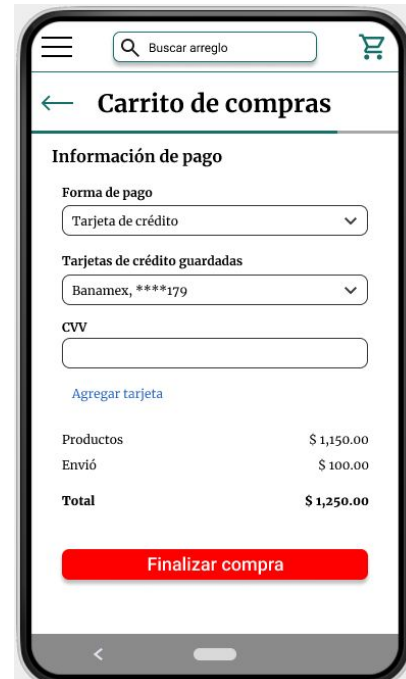 Buscar arreglo
Carrito de compras
Información de pago
Forma de pago
Tarjeta de crédito
Tarjetas de crédito guardadas
Banamex, ****179
CVV
Agregar tarjeta
Productos $ 1,150.00
Envió $ 100.00
Total $ 1,250.00
Finalizar compra